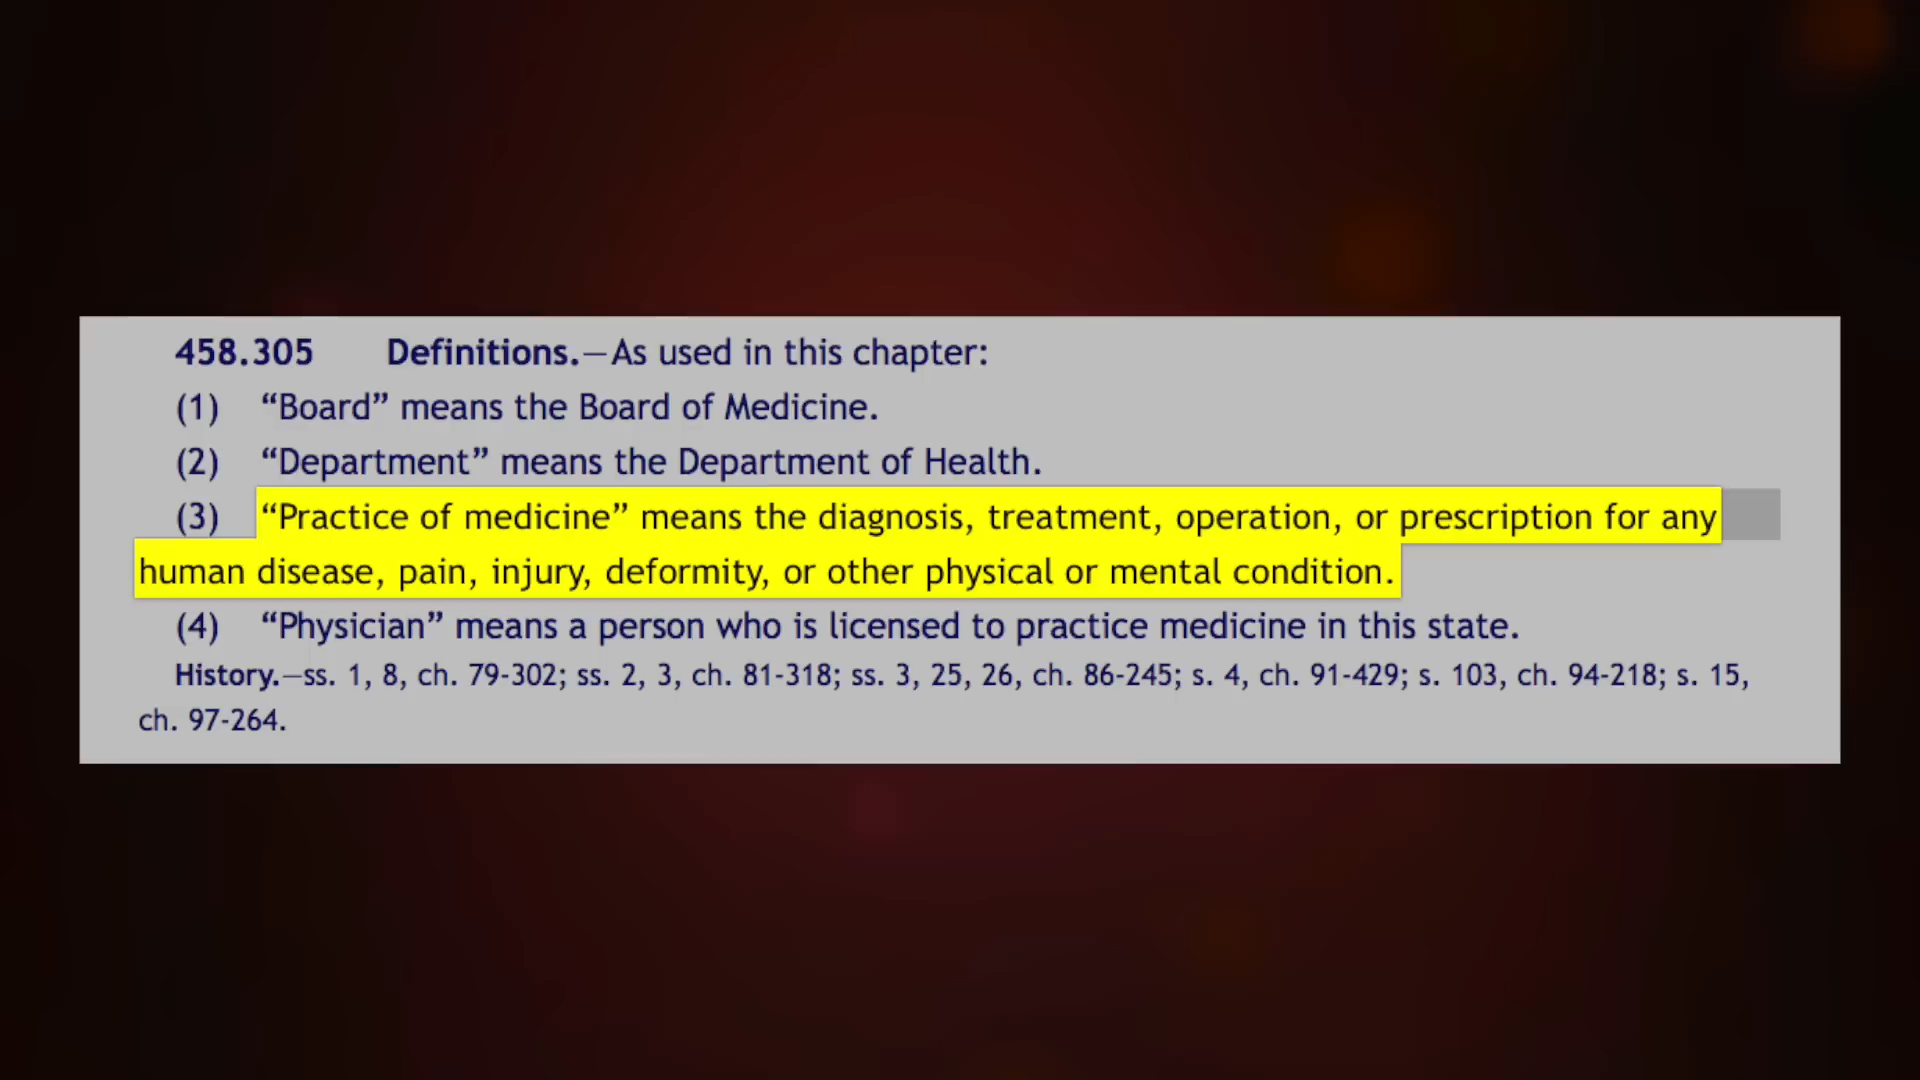 458.305 Definitions.—As used in this chapter:
(1) “Board” means the Board of Medicine.
(2) “Department” means the Department of Health.
(3) “Practice of medicine” means the diagnosis, treatment, operation, or prescription for any
human disease, pain, injury, deformity, or other physical or mental condition.
(4) “Physician” means a person who is licensed to practice medicine in this state.
History.—ss. 1, 8, ch. 79-302; ss. 2, 3, ch. 81-318; ss. 3, 25, 26, ch. 86-245; s. 4, ch. 91-429; s. 103, ch. 94-218; s. 15,
ch. 97-264.